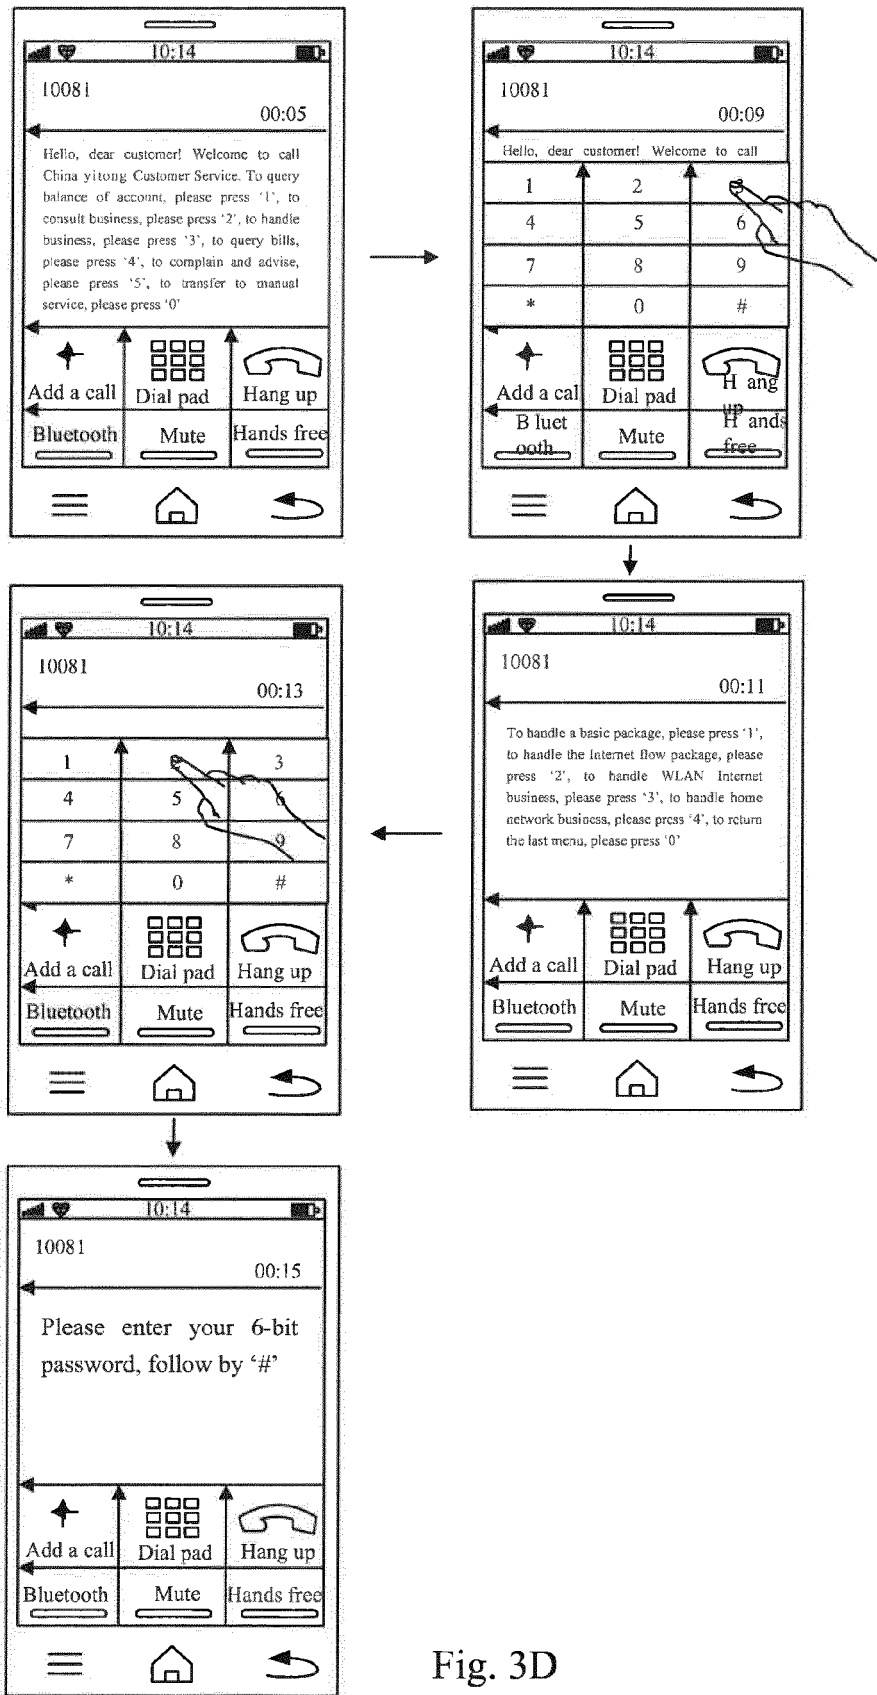 10:14
10081
00:05
Hello, dear customer! Welcome to call
China yitong Customer Service. To query
balance of account, please press ‘1’, to
consult business, please press ‘2’, to handle
business, please press ‘3’, to query bills,
please press ‘4’, to complain and advise,
please press ‘5’, to transfer to manual
service, please press ‘0’
Add a call Dial pad Hang up
Bluetooth Mute Hands free
10:14
10081
00:09
Hello, dear customer! Welcome to call
1 2 3
4 5 6
7 8 9
* 0 #
Add a cal Dial pad H ang
up
B luet Mute H ands
ooth free
10:14
10081
00:11
To handle a basic package, please press ‘1’,
to handle the Internet flow package, please
press ‘2’, to handle WLAN Internet
business, please press ‘3’, to handle home
network business, please press ‘4’, to return
the last menu, please press ‘0’
Add a call Dial pad Hang up
Bluetooth Mute Hands free
10:14
10081
00:13
1 2 3
4 5 6
7 8 9
* 0 #
Add a call Dial pad Hang up
Bluetooth Mute Hands free
10:14
10081
00:15
Please enter your 6-bit
password, follow by ‘#’
Add a call Dial pad Hang up
Bluetooth Mute Hands free
Fig. 3D